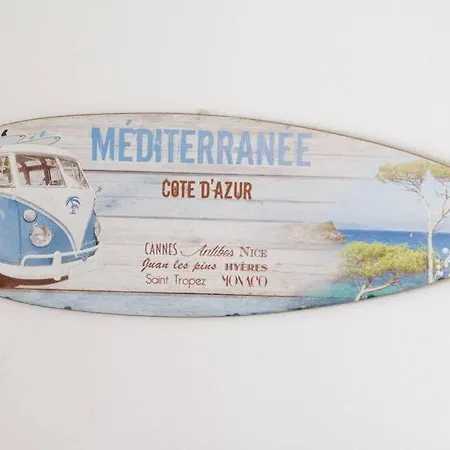 MÉDITERRANÉE
COTE D'AZUR
CANNES Antibes NICE
Juan les pins HYÈRES
Saint Tropez MONACO